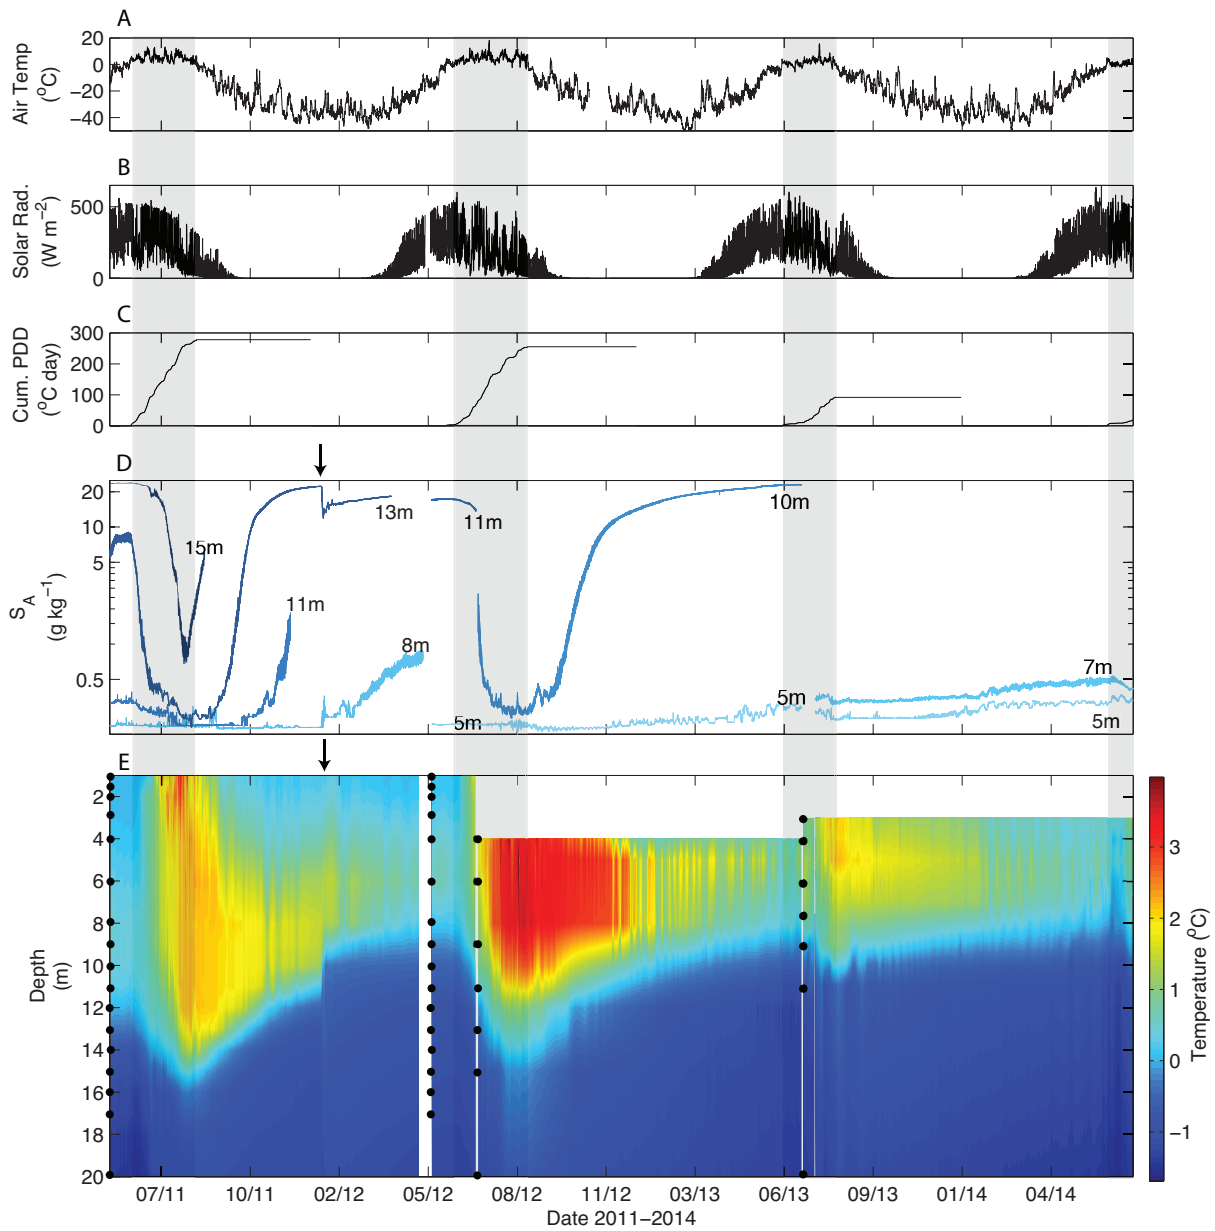 A
Air Temp
(°C)
20
0
−20
−40
B
Solar Rad.
(W m−2)
500
0
C
Cum. PDD
(°C day)
300
200
100
0
D
SA
(g kg−1)
20
10
5
0.5
15m
11m
13m
8m
11m
5m
10m
5m
7m
5m
E
Depth
(m)
2
4
6
8
10
12
14
16
18
20
07/11 10/11 02/12 05/12 08/12 11/12 03/13 06/13 09/13 01/14 04/14
Date 2011−2014
3
2
1
0
−1
Temperature (°C)